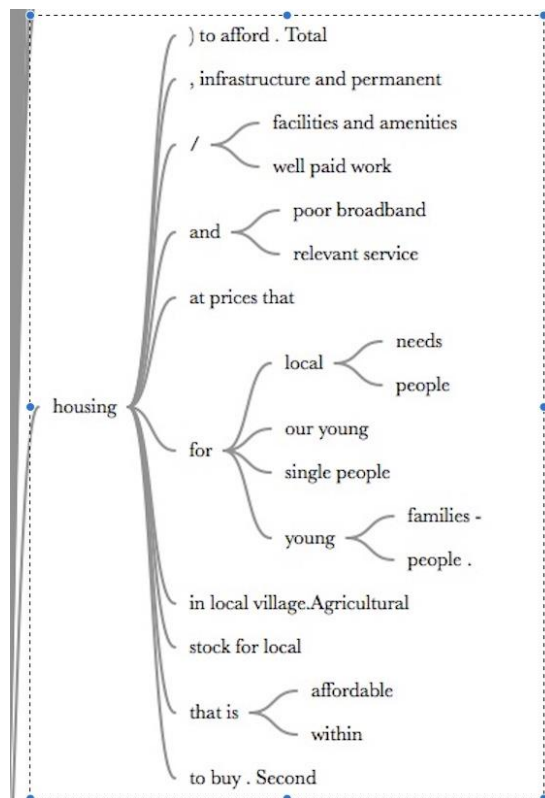 ) to afford . Total
, infrastructure and permanent
facilities and amenities
/
well paid work
poor broadband
and
relevant service
at prices that
needs
local
people
housing
our young
for
single people
families -
young
people .
in local village.Agricultural
stock for local
affordable
that is
within
to buy . Second